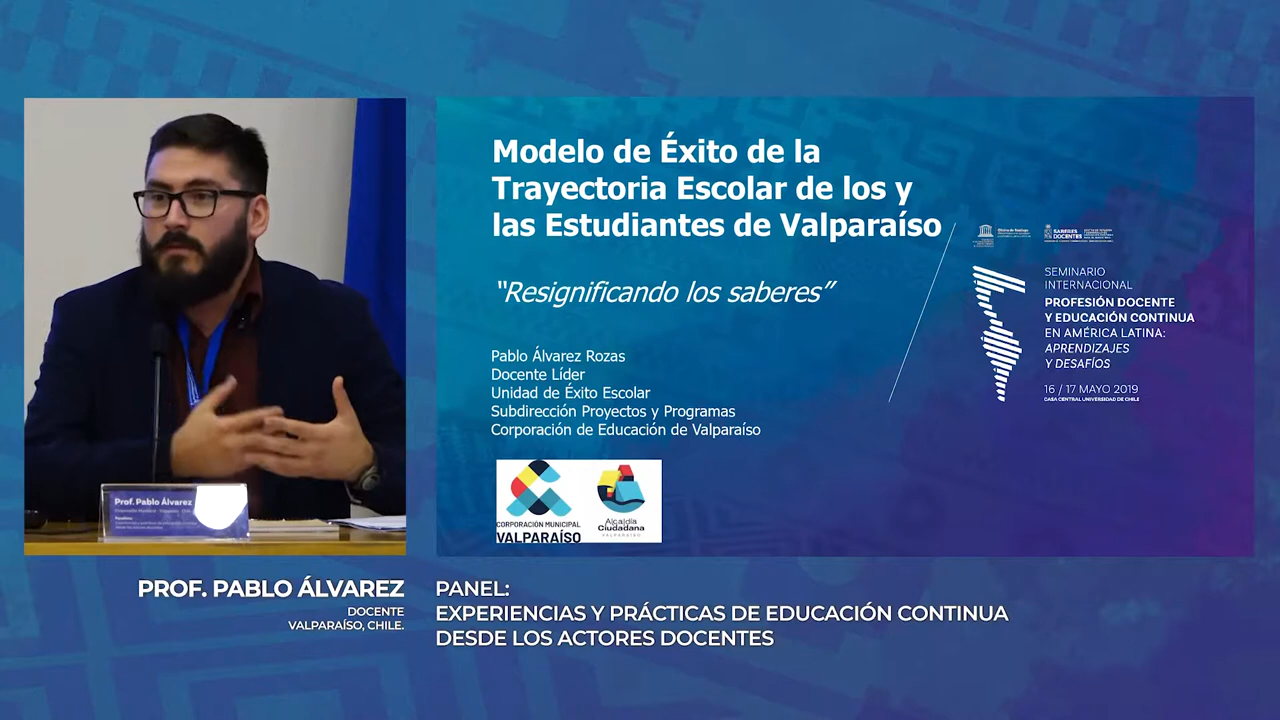 Modelo de Éxito de la
Trayectoria Escolar de los y
las Estudiantes de Valparaíso
"Resignificando los saberes"
Pablo Álvarez Rozas
Docente Líder
Unidad de Éxito Escolar
Subdirección Proyectos y Programas
Corporación de Educación de Valparaíso
CORPORACIÓN MUNICIPAL
VALPARAÍSO
Alcaldía
Ciudadana
VALPARAÍSO
SABERES
DOCENTES
SEMINARIO
INTERNACIONAL
PROFESIÓN DOCENTE
Y EDUCACIÓN CONTINUA
EN AMÉRICA LATINA:
APRENDIZAJES
Y DESAFÍOS
16 / 17 MAYO 2019
CASA CENTRAL UNIVERSIDAD DE CHILE
Prof. Pablo Álvarez
PROF. PABLO ÁLVAREZ
DOCENTE
VALPARAÍSO, CHILE.
PANEL:
EXPERIENCIAS Y PRÁCTICAS DE EDUCACIÓN CONTINUA
DESDE LOS ACTORES DOCENTES